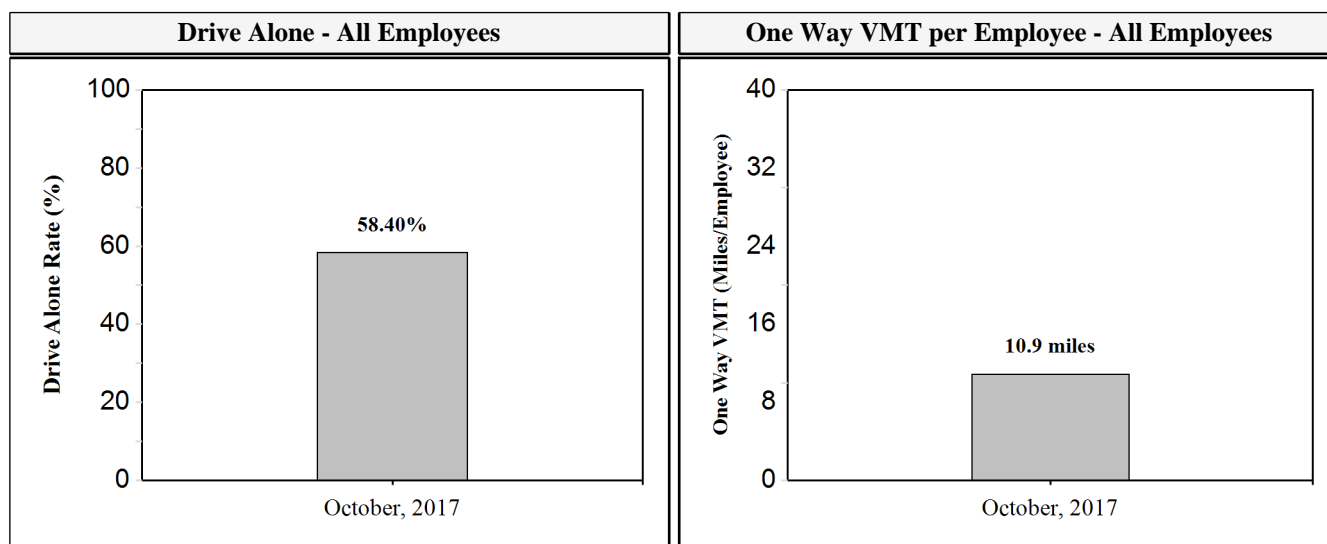 Drive Alone - All Employees
100
80
60
40
20
0
Drive Alone Rate (%)
58.40%
October, 2017
One Way VMT per Employee - All Employees
40
32
24
16
8
0
One Way VMT (Miles/Employee)
10.9 miles
October, 2017